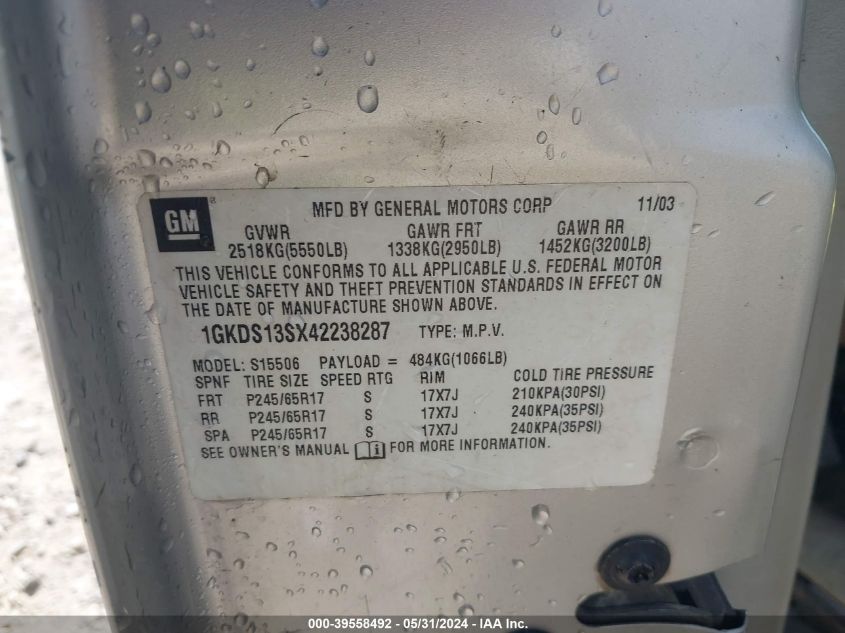 GM
MFD BY GENERAL MOTORS CORP 11/03
GVWR GAWR FRT GAWR RR
2518KG(5550LB) 1338KG(2950LB) 1452KG(3200LB)
THIS VEHICLE CONFORMS TO ALL APPLICABLE U.S. FEDERAL MOTOR
VEHICLE SAFETY AND THEFT PREVENTION STANDARDS IN EFFECT ON
THE DATE OF MANUFACTURE SHOWN ABOVE.
1GKDS13SX42238287 TYPE: M.P.V.
MODEL: S15506 PAYLOAD = 484KG(1066LB)
SPNF TIRE SIZE SPEED RTG RIM COLD TIRE PRESSURE
FRT P245/65R17 S 17X7J 210KPA(30PSI)
RR P245/65R17 S 17X7J 240KPA(35PSI)
SPA P245/65R17 S 17X7J 240KPA(35PSI)
SEE OWNER'S MANUAL i FOR MORE INFORMATION.
000-39558492 - 05/31/2024 - IAA Inc.